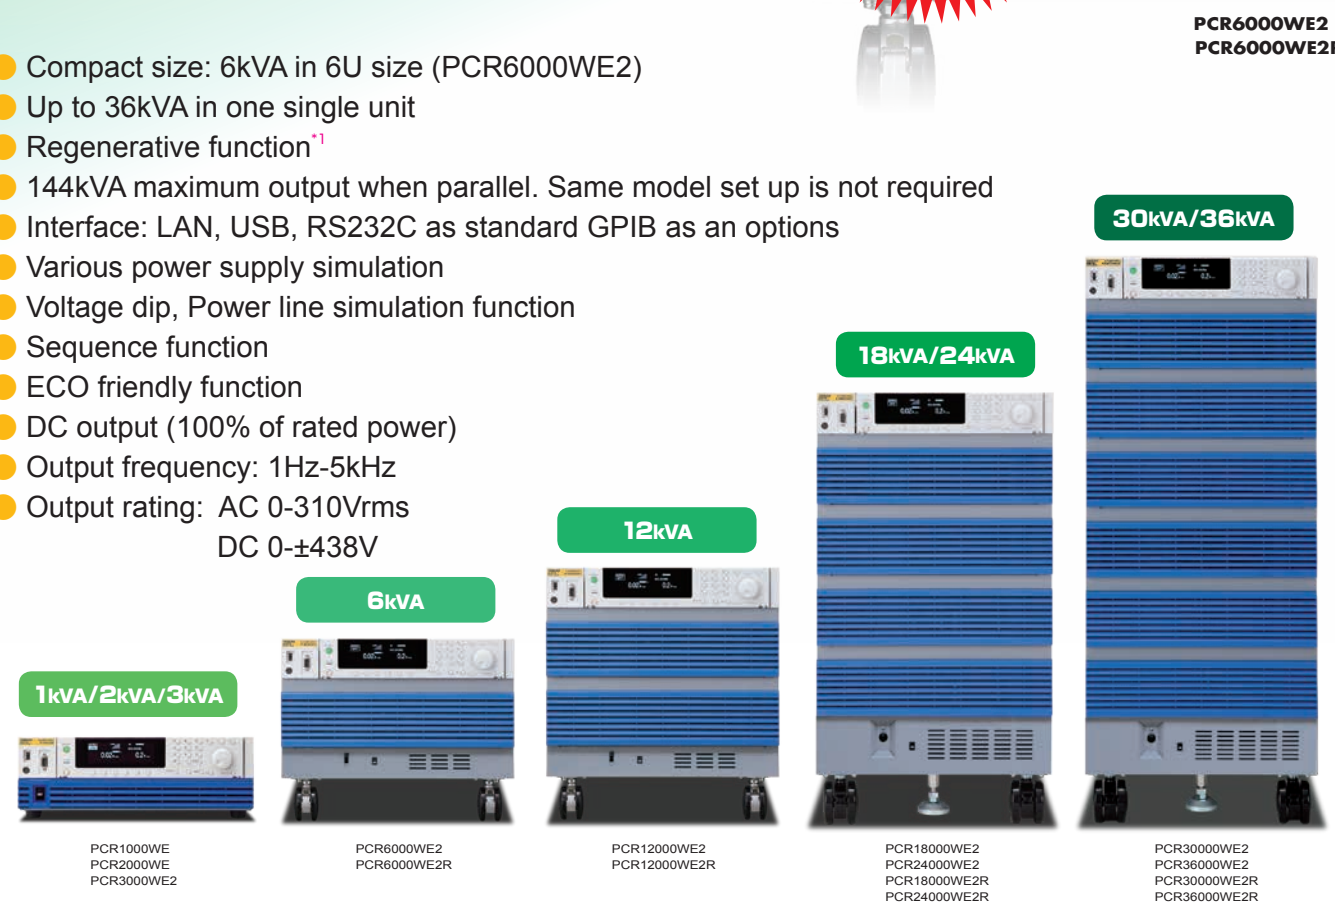 PCR6000WE2
PCR6000WE2R
Compact size: 6kVA in 6U size (PCR6000WE2)
Up to 36kVA in one single unit
Regenerative function*1
144kVA maximum output when parallel. Same model set up is not required
Interface: LAN, USB, RS232C as standard GPIB as an options
Various power supply simulation
Voltage dip, Power line simulation function
Sequence function
ECO friendly function
DC output (100% of rated power)
Output frequency: 1Hz-5kHz
Output rating: AC 0-310Vrms
DC 0-±438V
1kVA/2kVA/3kVA
6kVA
12kVA
18kVA/24kVA
30kVA/36kVA
PCR1000WE
PCR2000WE
PCR3000WE2
PCR6000WE2
PCR6000WE2R
PCR12000WE2
PCR12000WE2R
PCR18000WE2
PCR24000WE2
PCR18000WE2R
PCR24000WE2R
PCR30000WE2
PCR36000WE2
PCR30000WE2R
PCR36000WE2R